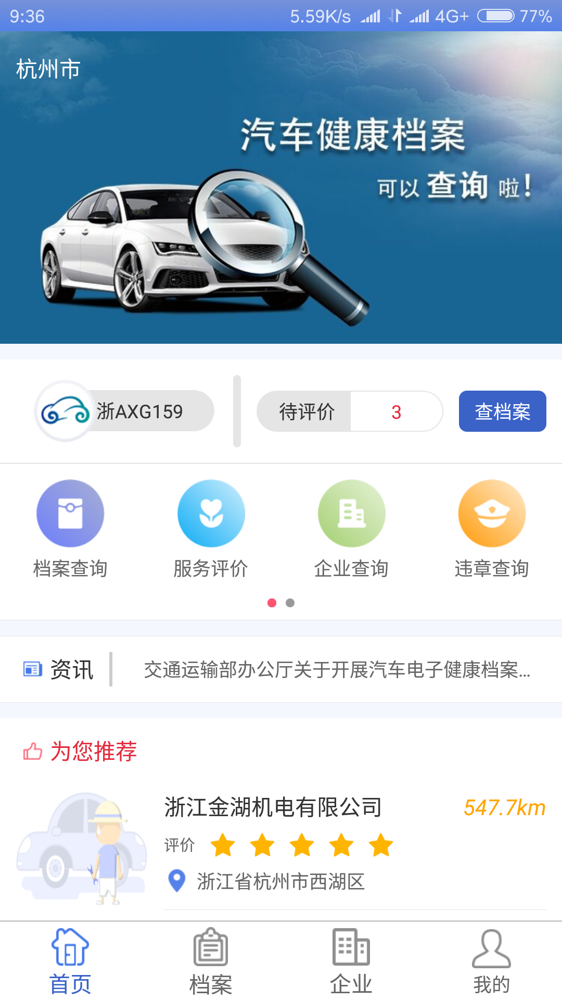 9:36 5.59K/s 4G+ 77%
杭州市
汽车健康档案
可以 查询 啦!
浙AXG159 待评价 3 查档案
档案查询 服务评价 企业查询 违章查询
资讯 交通运输部办公厅关于开展汽车电子健康档案...
为您推荐
浙江金湖机电有限公司 547.7km
评价
浙江省杭州市西湖区
首页 档案 企业 我的